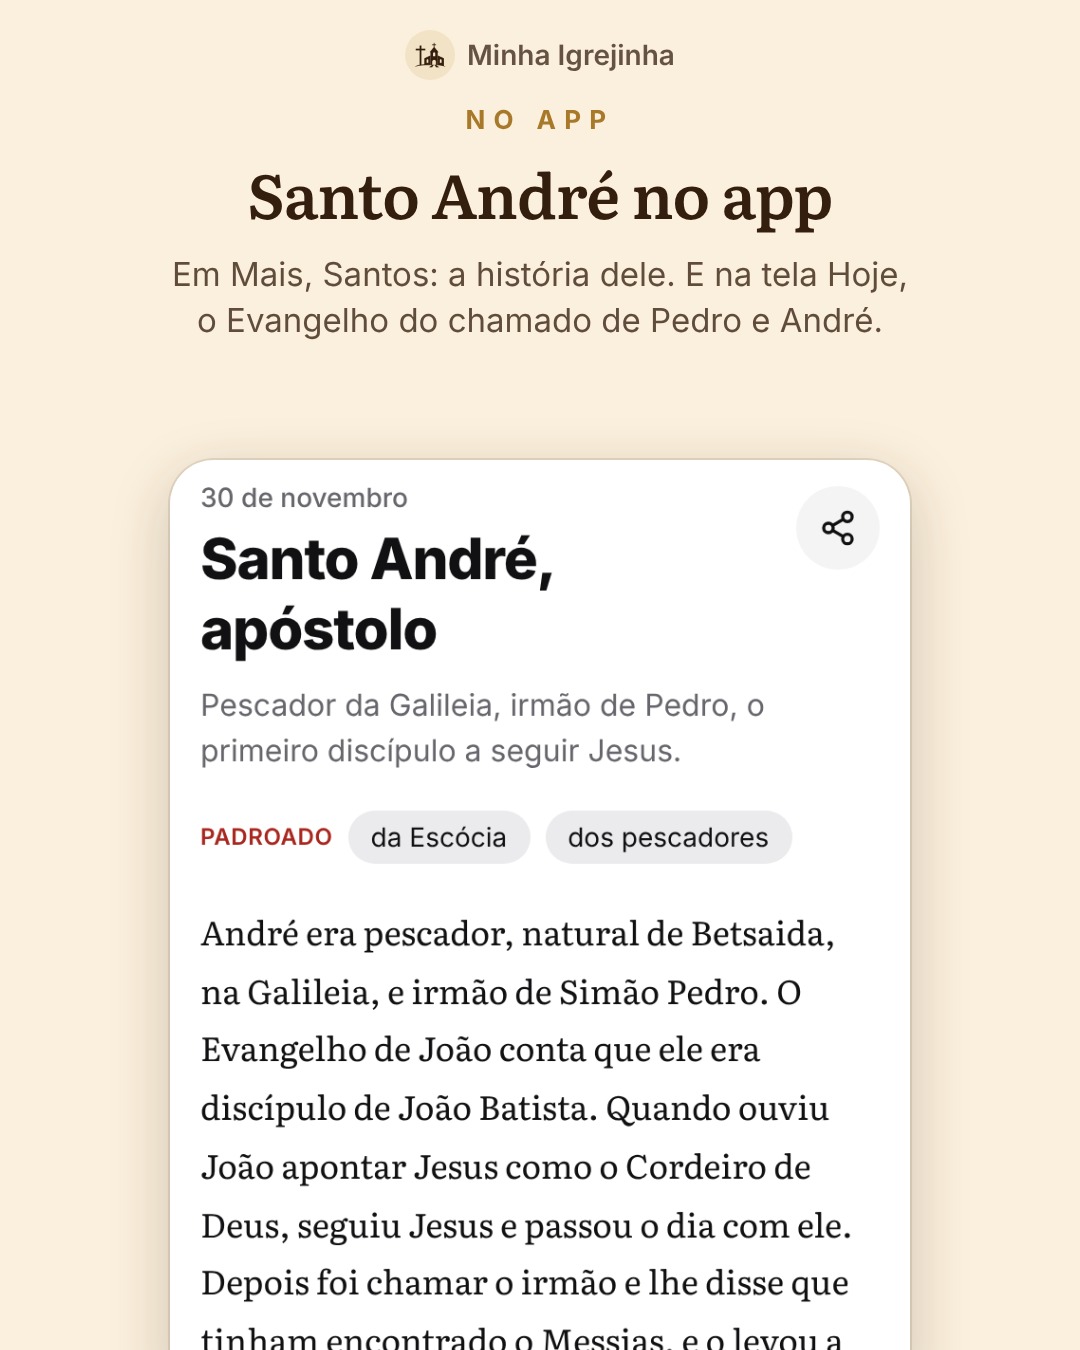 Minha Igrejinha
NO APP
Santo André no app
Em Mais, Santos: a história dele. E na tela Hoje,
o Evangelho do chamado de Pedro e André.
30 de novembro
Santo André,
apóstolo
Pescador da Galileia, irmão de Pedro, o
primeiro discípulo a seguir Jesus.
PADROADO da Escócia dos pescadores
André era pescador, natural de Betsaida,
na Galileia, e irmão de Simão Pedro. O
Evangelho de João conta que ele era
discípulo de João Batista. Quando ouviu
João apontar Jesus como o Cordeiro de
Deus, seguiu Jesus e passou o dia com ele.
Depois foi chamar o irmão e lhe disse que
tinham encontrado o Messias, e o levou a